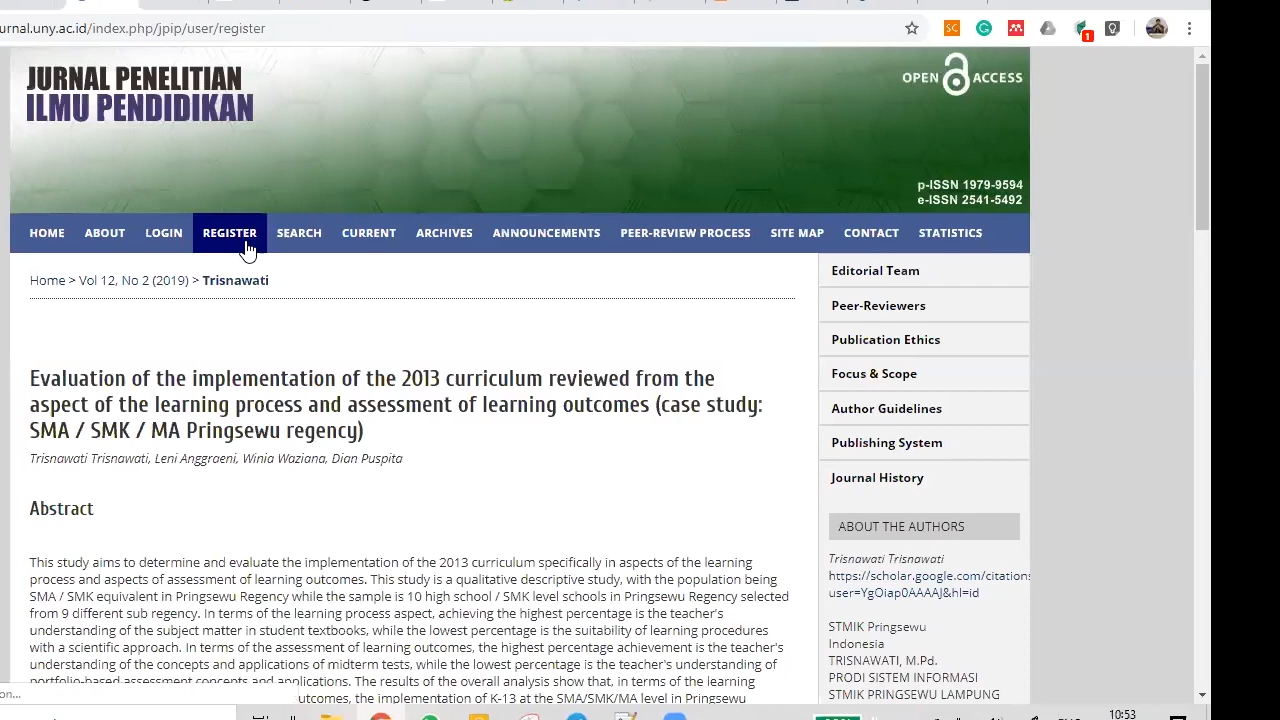 urnal.uny.ac.id/index.php/jpip/user/register
SC
1
JURNAL PENELITIAN
ILMU PENDIDIKAN
OPEN ACCESS
p-ISSN 1979-9594
e-ISSN 2541-5492
HOME ABOUT LOGIN REGISTER SEARCH CURRENT ARCHIVES ANNOUNCEMENTS PEER-REVIEW PROCESS SITE MAP CONTACT STATISTICS
Home > Vol 12, No 2 (2019) > Trisnawati
Evaluation of the implementation of the 2013 curriculum reviewed from the
aspect of the learning process and assessment of learning outcomes (case study:
SMA / SMK / MA Pringsewu regency)
Trisnawati Trisnawati, Leni Anggraeni, Winia Waziana, Dian Puspita
Abstract
This study aims to determine and evaluate the implementation of the 2013 curriculum specifically in aspects of the learning
process and aspects of assessment of learning outcomes. This study is a qualitative descriptive study, with the population being
SMA / SMK equivalent in Pringsewu Regency while the sample is 10 high school / SMK level schools in Pringsewu Regency selected
from 9 different sub regency. In terms of the learning process aspect, achieving the highest percentage is the teacher's
understanding of the subject matter in student textbooks, while the lowest percentage is the suitability of learning procedures
with a scientific approach. In terms of the assessment of learning outcomes, the highest percentage achievement is the teacher's
understanding of the concepts and applications of midterm tests, while the lowest percentage is the teacher's understanding of
portfolio-based assessment concepts and applications. The results of the overall analysis show that, in terms of the learning
utcomes, the implementation of K-13 at the SMA/SMK/MA level in Pringsewu
on...
Editorial Team
Peer-Reviewers
Publication Ethics
Focus & Scope
Author Guidelines
Publishing System
Journal History
ABOUT THE AUTHORS
Trisnawati Trisnawati
https://scholar.google.com/citations
user=YgOiap0AAAAJ&hl=id
STMIK Pringsewu
Indonesia
TRISNAWATI, M.Pd.
PRODI SISTEM INFORMASI
STMIK PRINGSEWU LAMPUNG
10:53